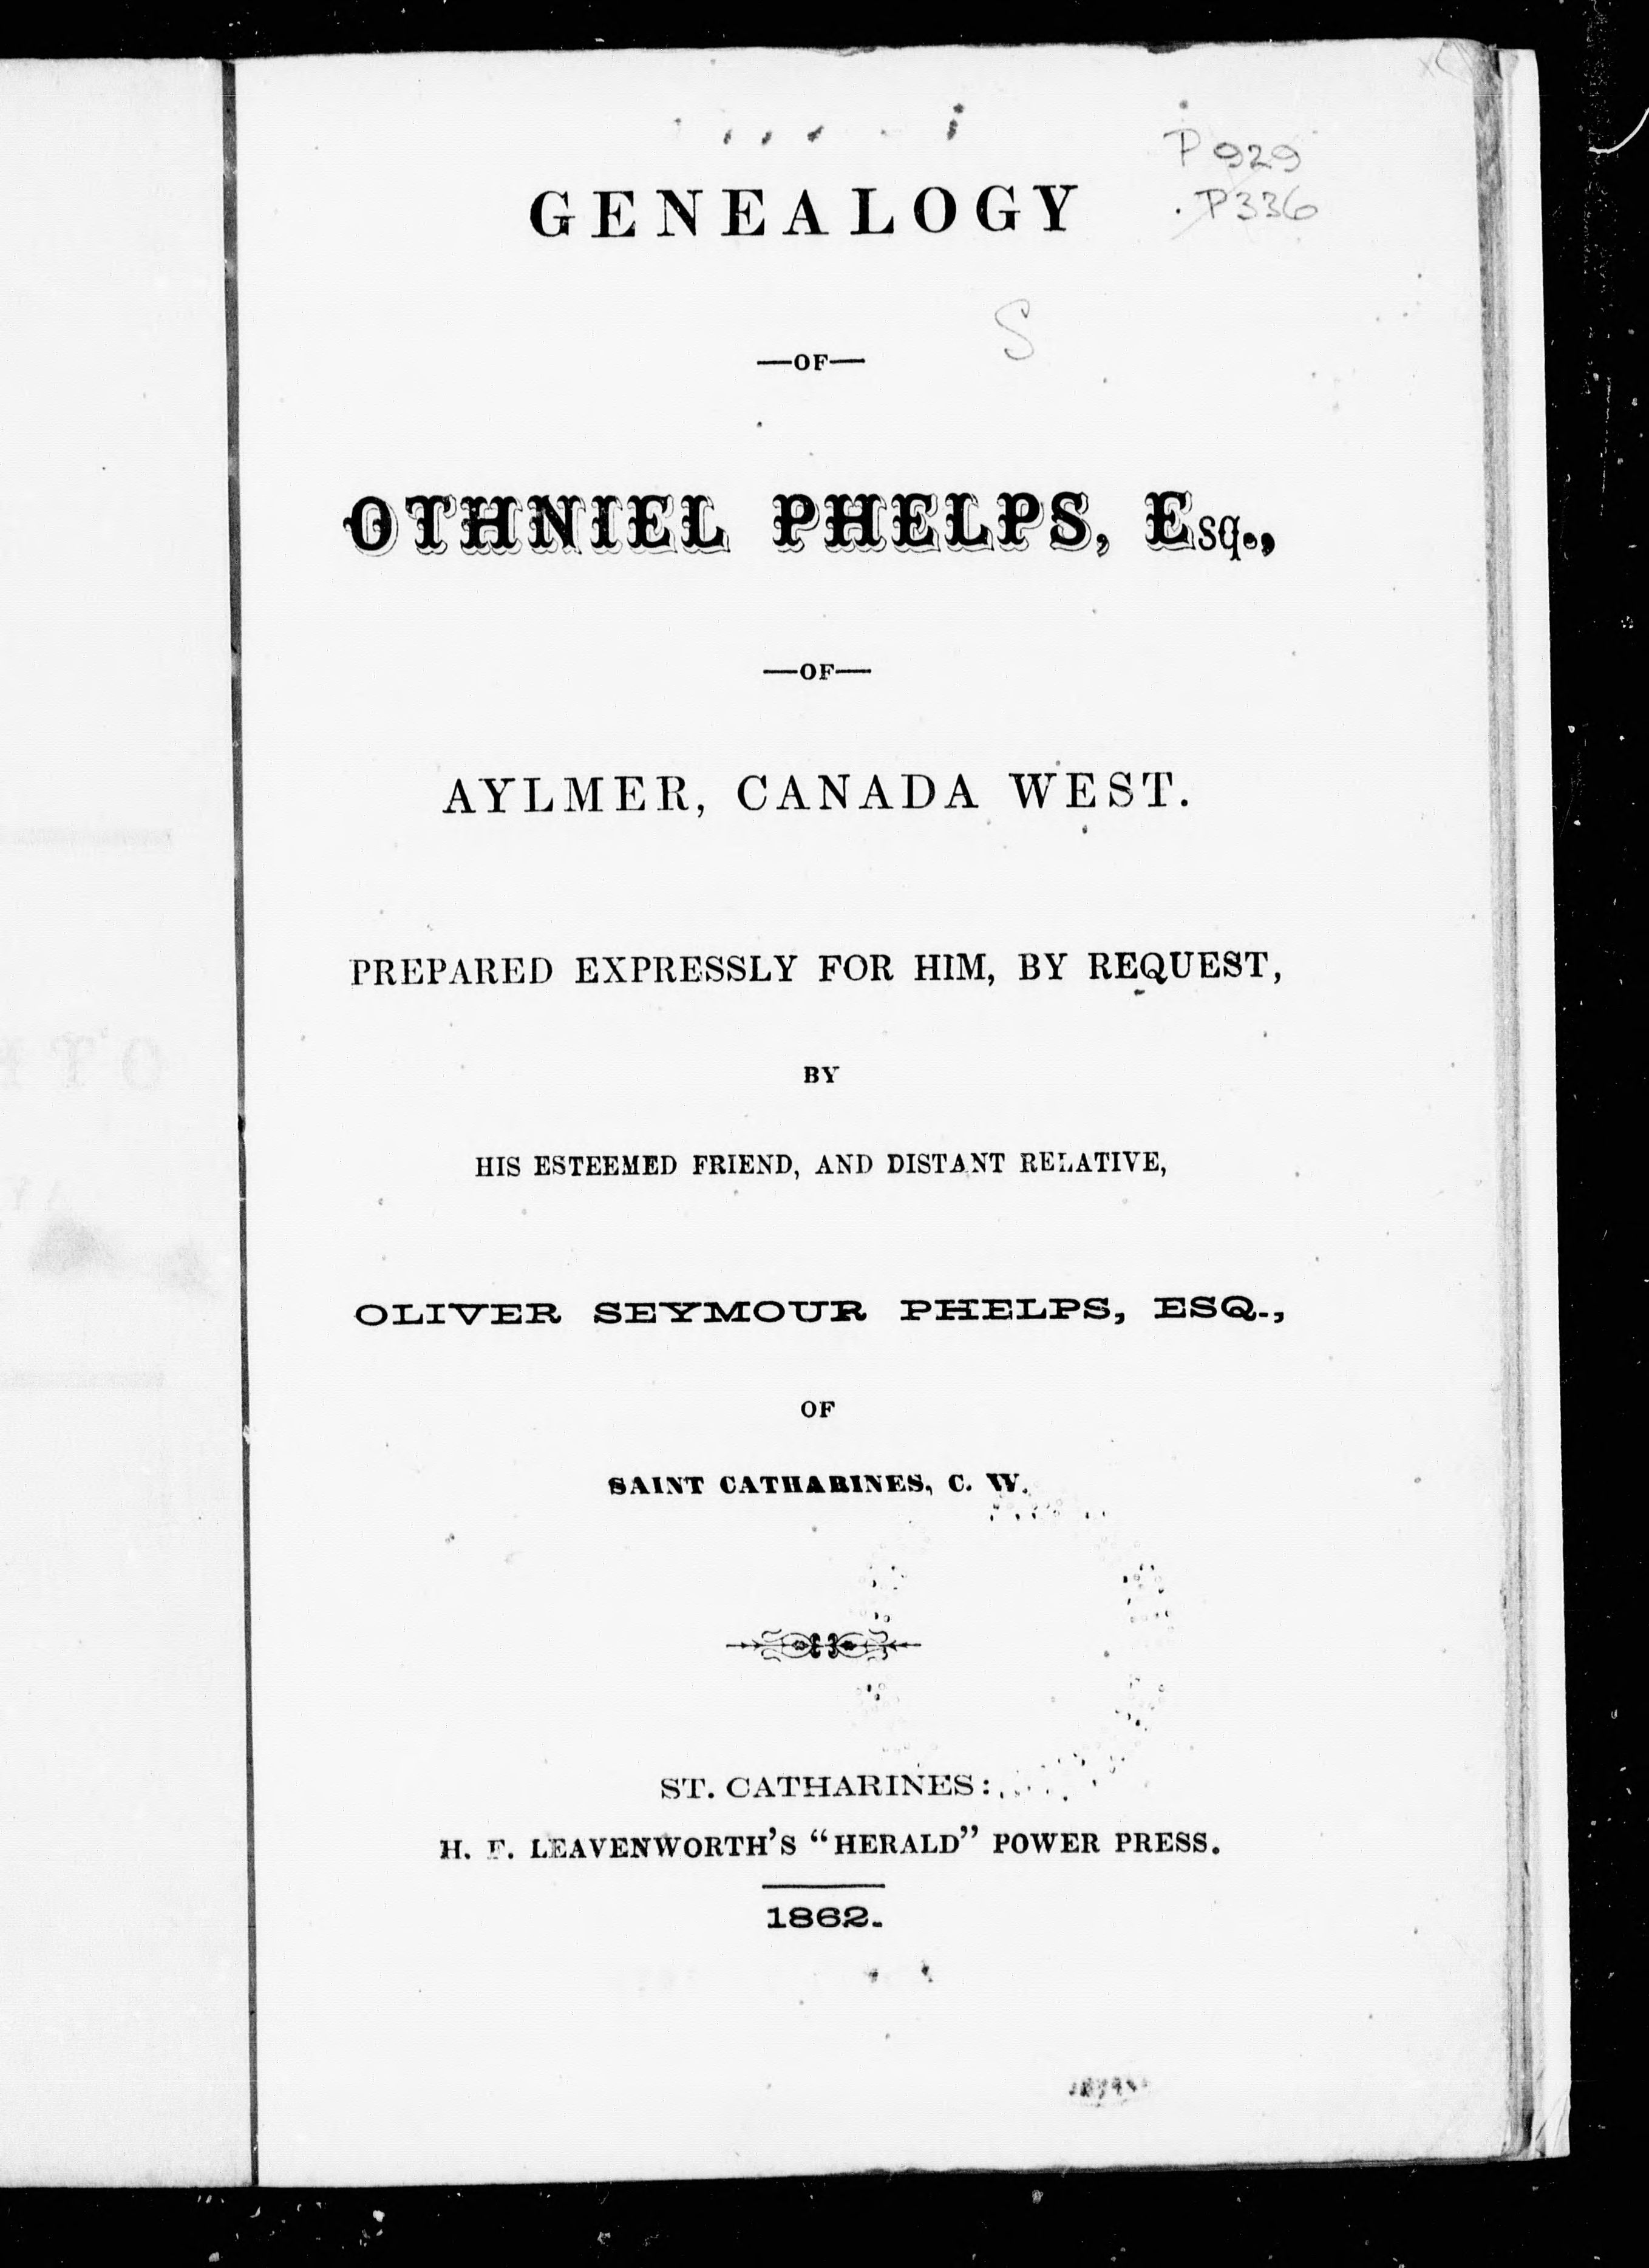 P 929
. P336
GENEALOGY
S
—OF—
OTHNIEL PHELPS, Esq.,
—OF—
AYLMER, CANADA WEST.
PREPARED EXPRESSLY FOR HIM, BY REQUEST,
BY
HIS ESTEEMED FRIEND, AND DISTANT RELATIVE,
OLIVER SEYMOUR PHELPS, ESQ.,
OF
SAINT CATHARINES, C. W.
ST. CATHARINES:
H. F. LEAVENWORTH'S "HERALD" POWER PRESS.
1862.